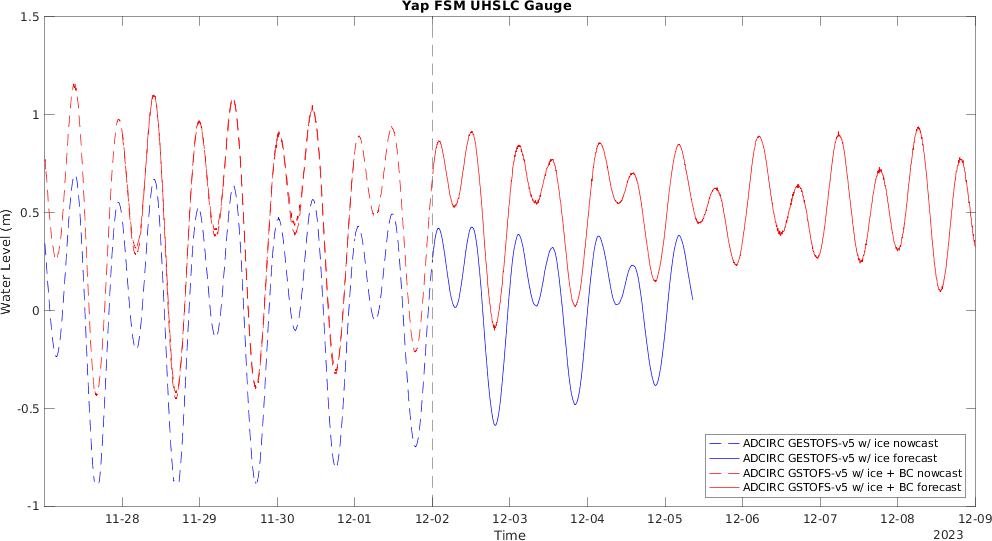 Yap FSM UHSLC Gauge
1.5
1
0.5
0
-0.5
-1
Water Level (m)
ADCIRC GESTOFS-v5 w/ ice nowcast
ADCIRC GESTOFS-v5 w/ ice forecast
ADCIRC GSTOFS-v5 w/ ice + BC nowcast
ADCIRC GSTOFS-v5 w/ ice + BC forecast
11-28 11-29 11-30 12-01 12-02 12-03 12-04 12-05 12-06 12-07 12-08 12-09
Time
2023